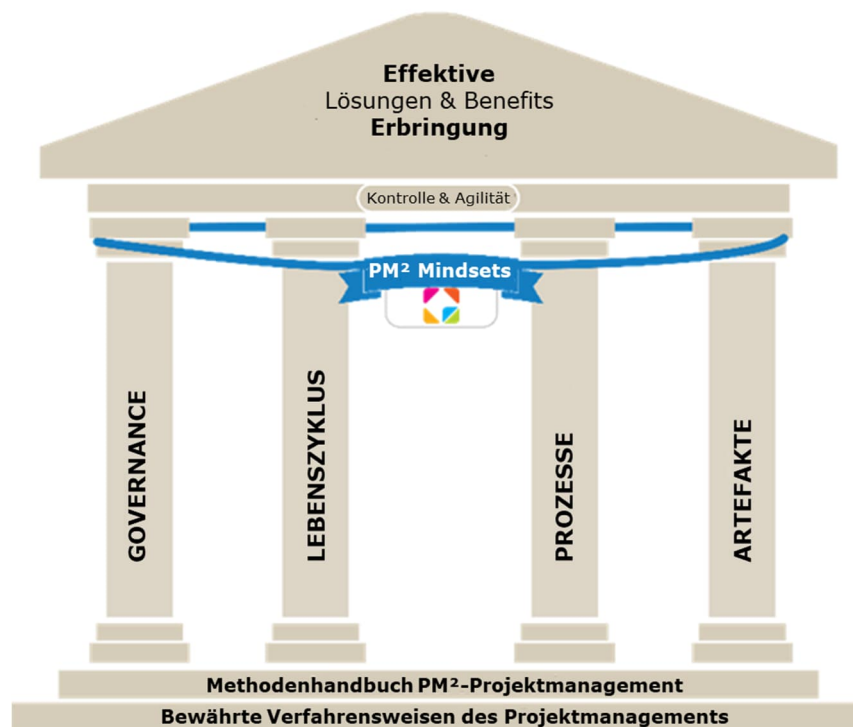 Effektive
Lösungen & Benefits
Erbringung
Kontrolle & Agilität
PM² Mindsets
GOVERNANCE
LEBENSZYKLUS
PROZESSE
ARTEFAKTE
Methodenhandbuch PM²-Projektmanagement
Bewährte Verfahrensweisen des Projektmanagements